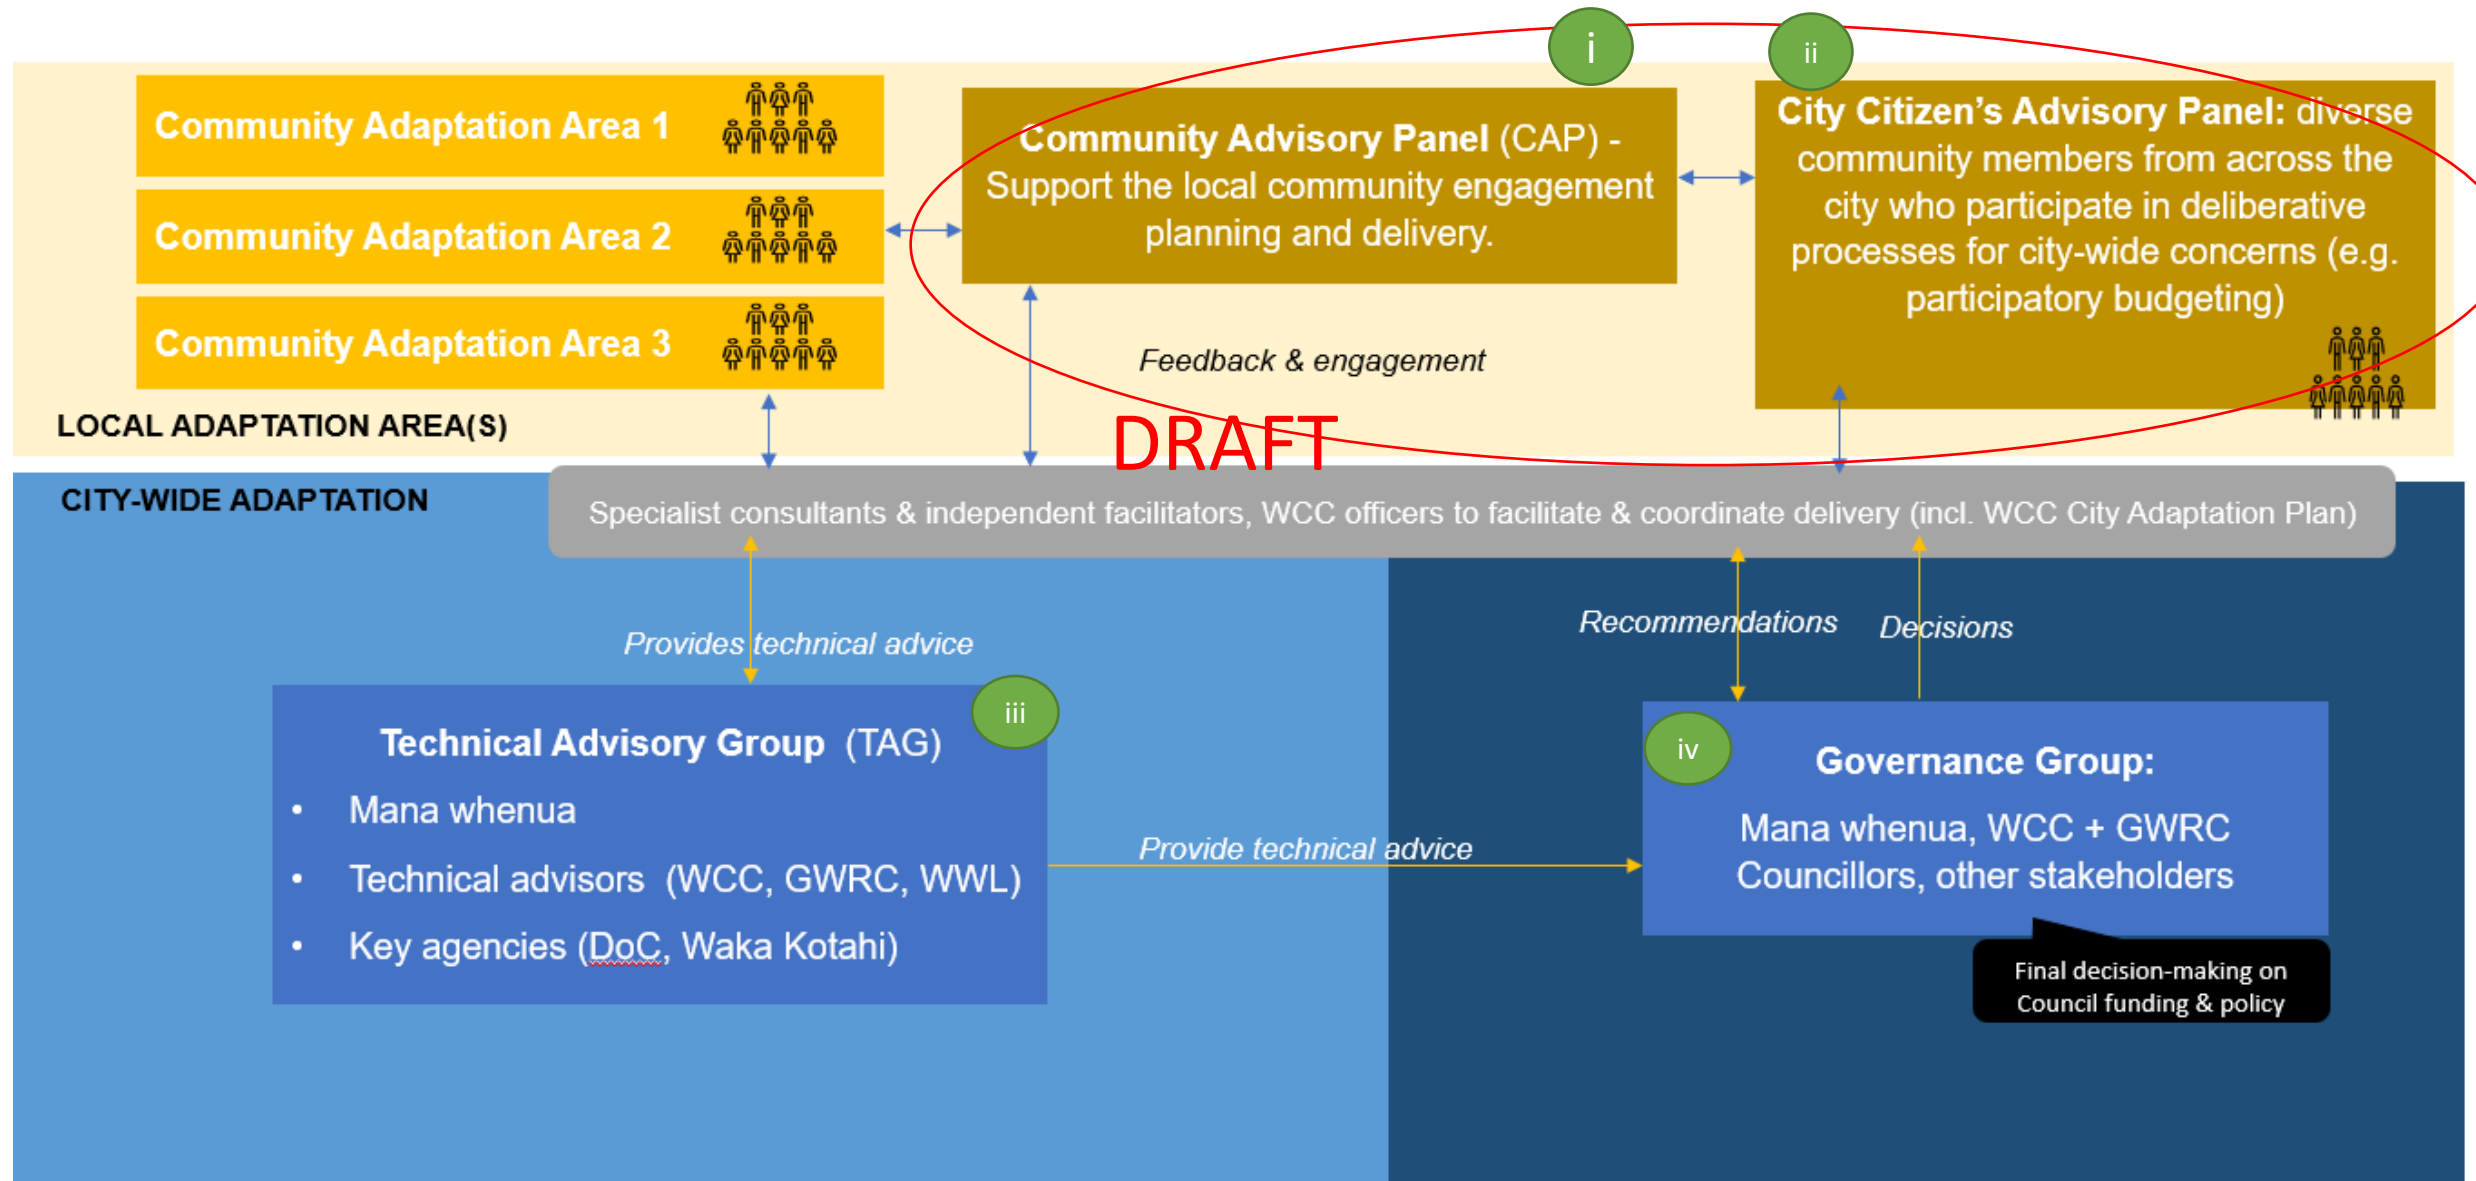 i
ii
Community Adaptation Area 1
Community Adaptation Area 2
Community Adaptation Area 3
LOCAL ADAPTATION AREA(S)
Community Advisory Panel (CAP) -
Support the local community engagement
planning and delivery.
City Citizen's Advisory Panel: diverse
community members from across the
city who participate in deliberative
processes for city-wide concerns (e.g.
participatory budgeting)
Feedback & engagement
DRAFT
CITY-WIDE ADAPTATION
Specialist consultants & independent facilitators, WCC officers to facilitate & coordinate delivery (incl. WCC City Adaptation Plan)
Provides technical advice
Recommendations
Decisions
iii
Technical Advisory Group (TAG)
• Mana whenua
• Technical advisors (WCC, GWRC, WWL)
• Key agencies (DoC, Waka Kotahi)
Provide technical advice
iv
Governance Group:
Mana whenua, WCC + GWRC
Councillors, other stakeholders
Final decision-making on
Council funding & policy